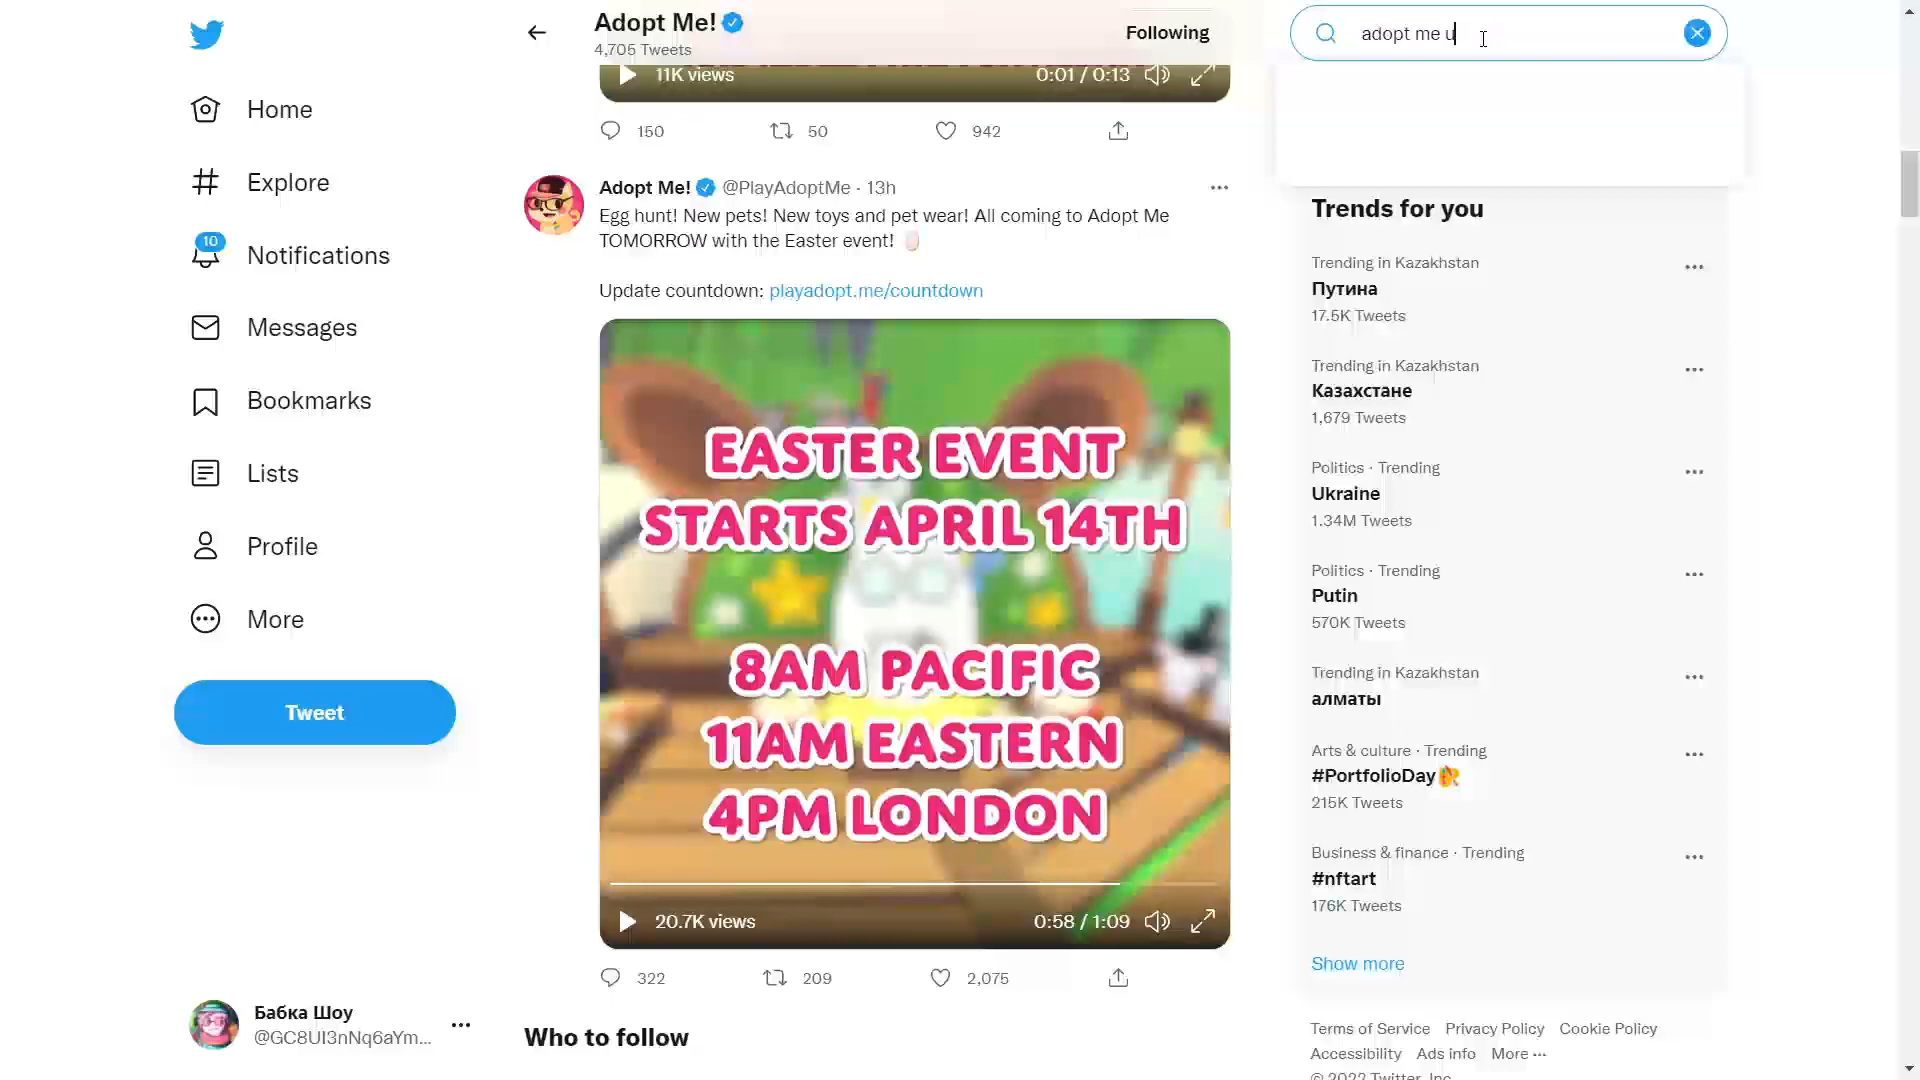 Home
Explore
10
Notifications
Messages
Bookmarks
Lists
Profile
More
Tweet
Бабка Шоу
@GC8UI3nNq6aYm...
Adopt Me!
4,705 Tweets
Following
11K views
0:01 / 0:13
150
50
942
Adopt Me! @PlayAdoptMe · 13h
Egg hunt! New pets! New toys and pet wear! All coming to Adopt Me
TOMORROW with the Easter event!
Update countdown: playadopt.me/countdown
EASTER EVENT
STARTS APRIL 14TH
8AM PACIFIC
11AM EASTERN
4PM LONDON
20.7K views
0:58 / 1:09
322
209
2,075
Who to follow
adopt me u
Trends for you
Trending in Kazakhstan
Путина
17.5K Tweets
Trending in Kazakhstan
Казахстане
1,679 Tweets
Politics · Trending
Ukraine
1.34M Tweets
Politics · Trending
Putin
570K Tweets
Trending in Kazakhstan
алматы
Arts & culture · Trending
#PortfolioDay
215K Tweets
Business & finance · Trending
#nftart
176K Tweets
Show more
Terms of Service Privacy Policy Cookie Policy
Accessibility Ads info More ···
© 2022 Twitter, Inc.